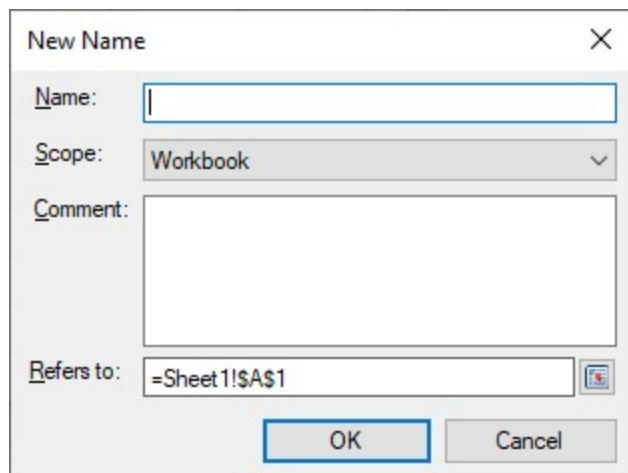 New Name
Name:
Scope: Workbook
Comment:
Refers to: =Sheet1!$A$1
OK Cancel